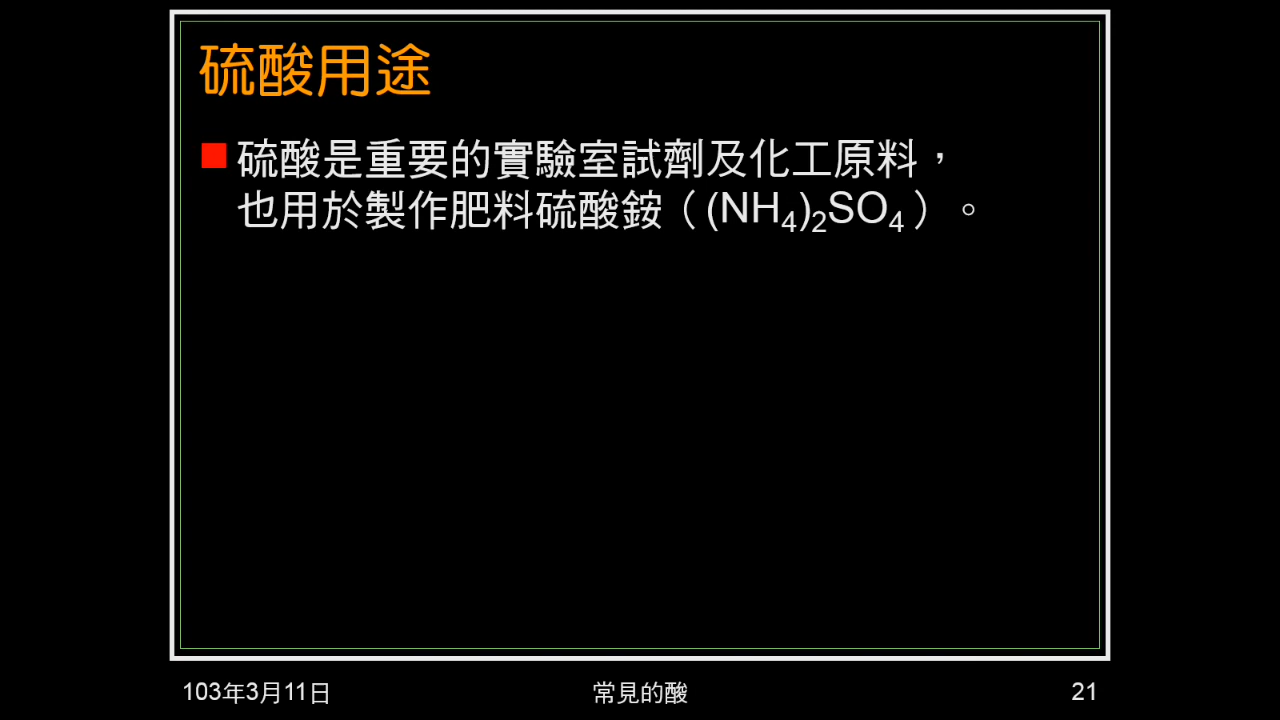 硫酸用途
硫酸是重要的實驗室試劑及化工原料，
也用於製作肥料硫酸銨（(NH₄)₂SO₄）。
103年3月11日
常見的酸
21